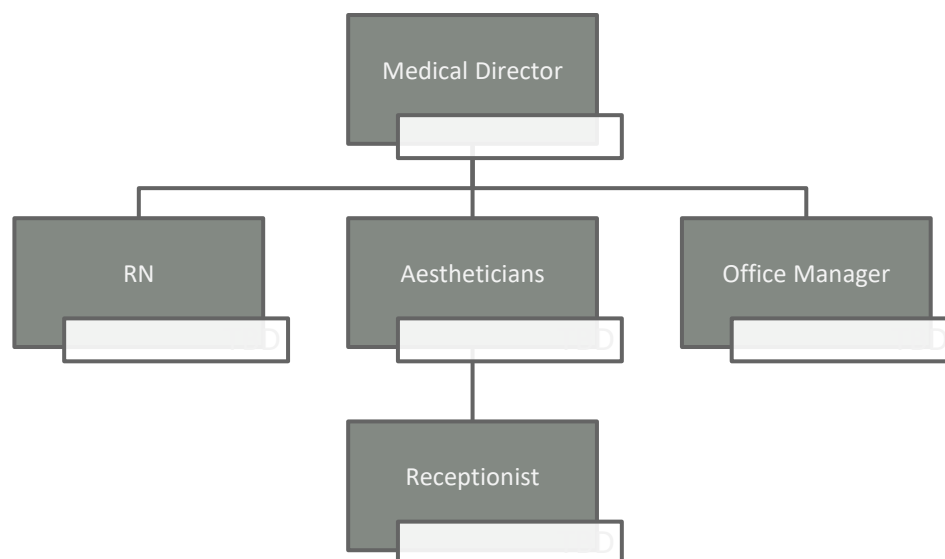 Medical Director
RN
Aestheticians
Office Manager
Receptionist